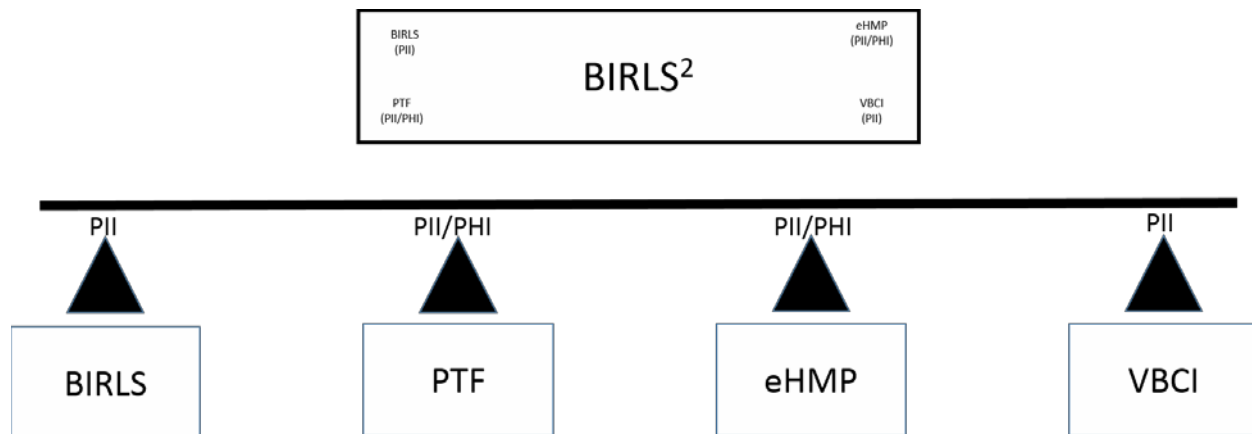 BIRLS
(PII)
eHMP
(PII/PHI)
BIRLS²
PTF
(PII/PHI)
VBCI
(PII)
PII
PII/PHI
PII/PHI
PII
BIRLS
PTF
eHMP
VBCI